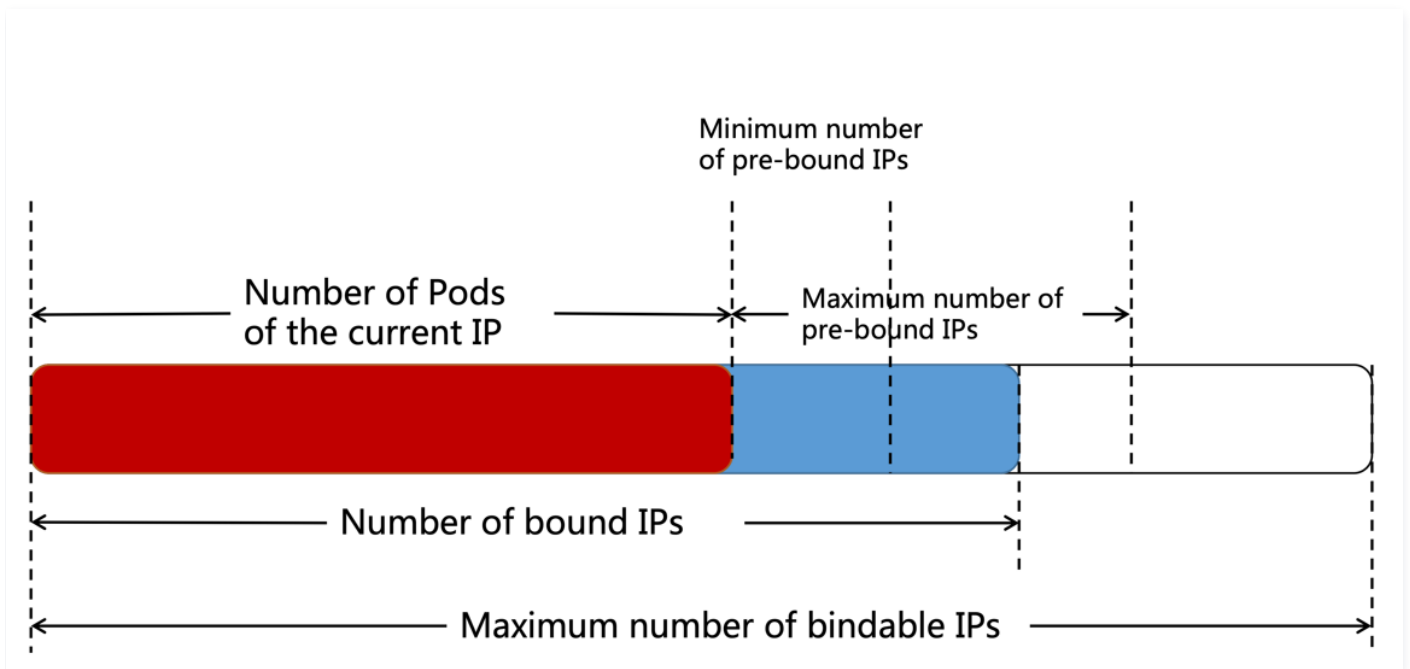 Minimum number
of pre-bound IPs
Number of Pods
of the current IP
Maximum number of
pre-bound IPs
Number of bound IPs
Maximum number of bindable IPs